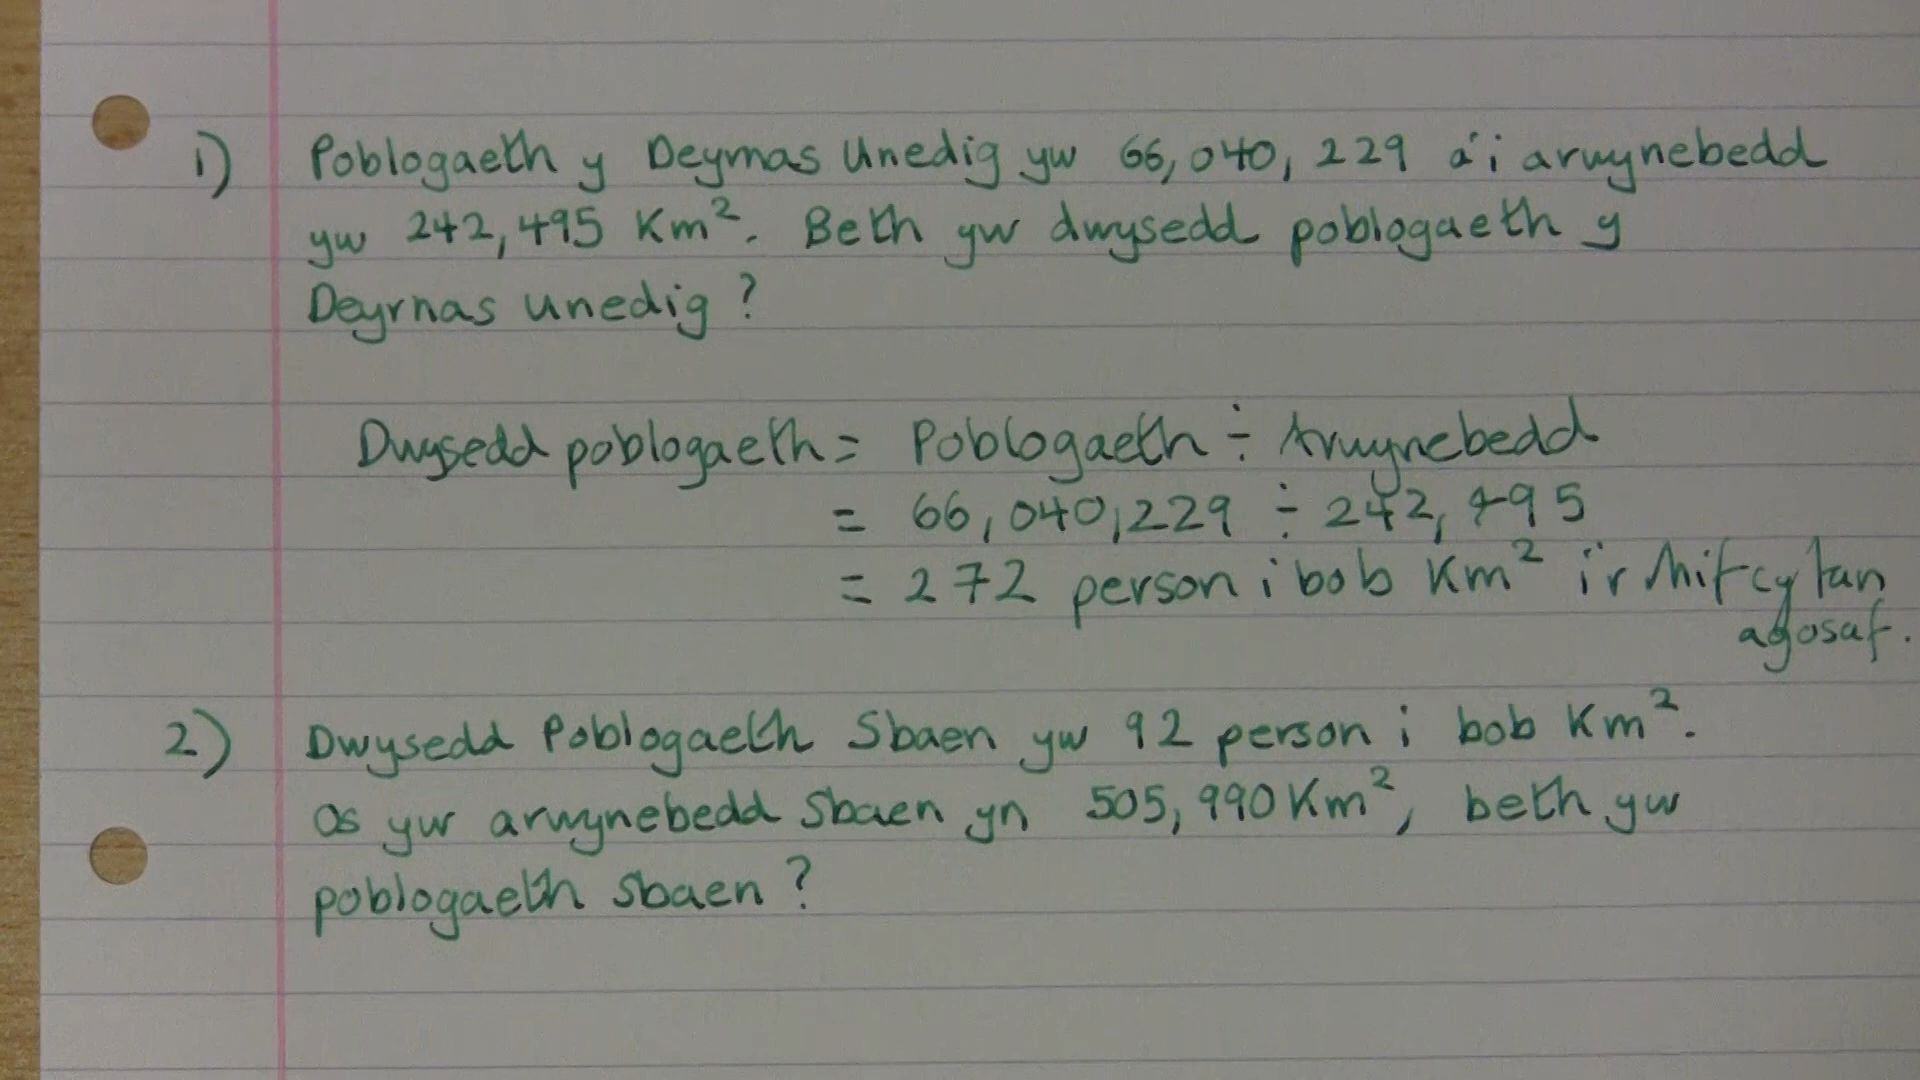 1) Poblogaeth y Deyrnas Unedig yw 66,040,229 a'i arwynebedd
yw 242,495 Km². Beth yw dwysedd poblogaeth y
Deyrnas Unedig?
Dwysedd poblogaeth = Poblogaeth ÷ Arwynebedd
= 66,040,229 ÷ 242,495
= 272 person i bob Km² i'r rhif cyfan
agosaf.
2) Dwysedd Poblogaeth Sbaen yw 92 person i bob Km².
Os yw arwynebedd Sbaen yn 505,990 Km², beth yw
poblogaeth Sbaen?